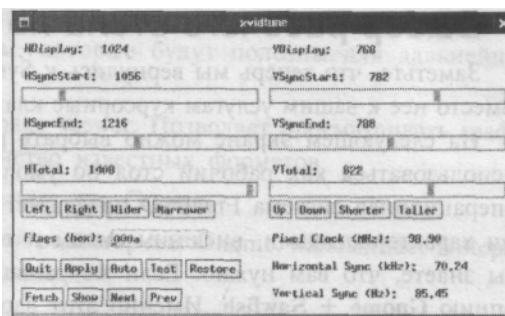 xvidtune
HDisplay: 1024 VDisplay: 768
HSyncStart: 1056 VSyncStart: 782
HSyncEnd: 1216 VSyncEnd: 788
HTotal: 1408 VTotal: 822
Left Right Wider Narrower Up Down Shorter Taller
Flags (hex): 000a Pixel Clock (MHz): 98.90
Quit Apply Auto Test Restore Horizontal Sync (kHz): 70.24
Fetch Show Next Prev Vertical Sync (Hz): 85.45